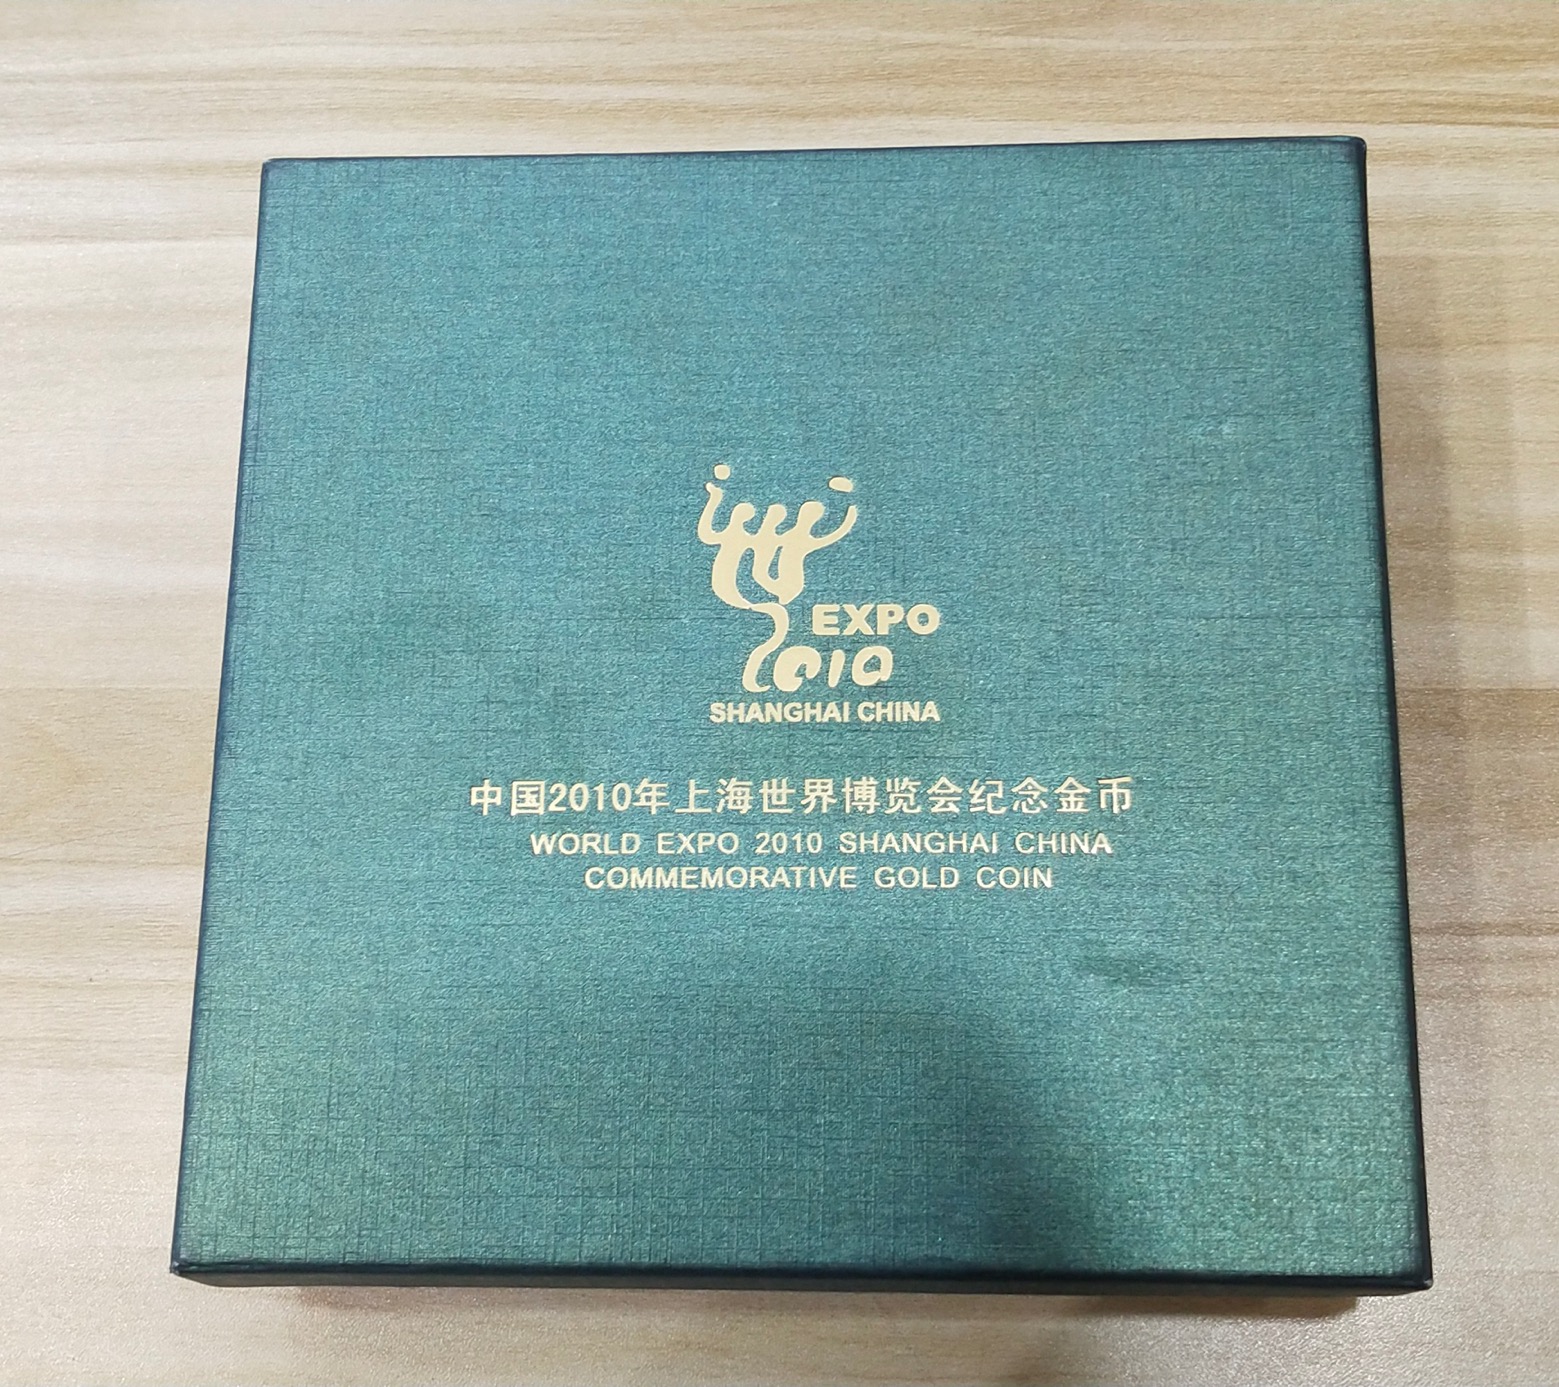 EXPO
2010
SHANGHAI CHINA
中国2010年上海世界博览会纪念金币
WORLD EXPO 2010 SHANGHAI CHINA
COMMEMORATIVE GOLD COIN